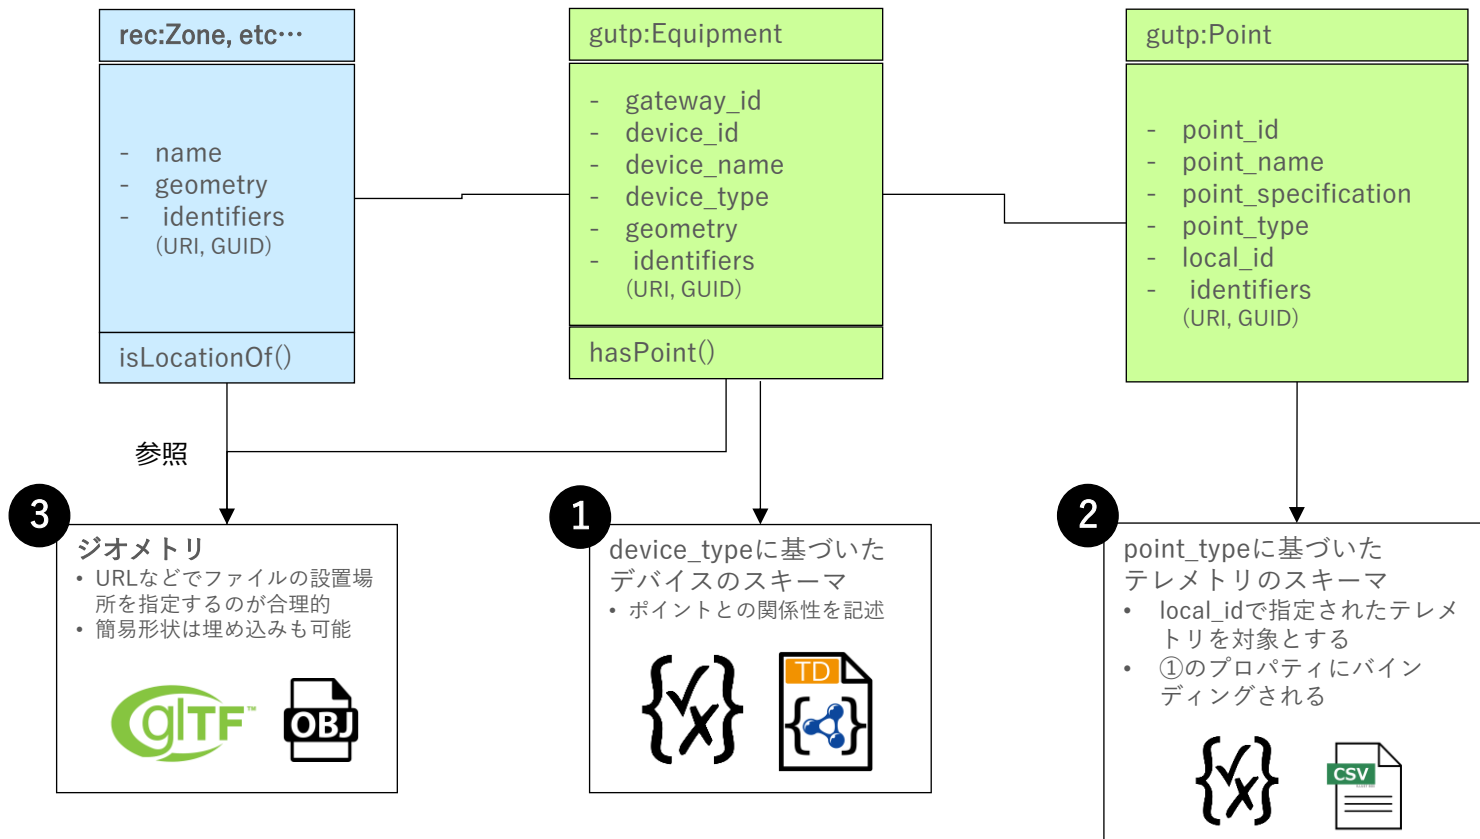 rec:Zone, etc…
- name
- geometry
- identifiers
(URI, GUID)
isLocationOf()
gutp:Equipment
- gateway_id
- device_id
- device_name
- device_type
- geometry
- identifiers
(URI, GUID)
hasPoint()
gutp:Point
- point_id
- point_name
- point_specification
- point_type
- local_id
- identifiers
(URI, GUID)
参照
3
ジオメトリ
• URLなどでファイルの設置場
所を指定するのが合理的
• 簡易形状は埋め込みも可能
glTF™
OBJ
1
device_typeに基づいた
デバイスのスキーマ
• ポイントとの関係性を記述
TD
2
point_typeに基づいた
テレメトリのスキーマ
• local_idで指定されたテレメ
トリを対象とする
• ①のプロパティにバイン
ディングされる
CSV